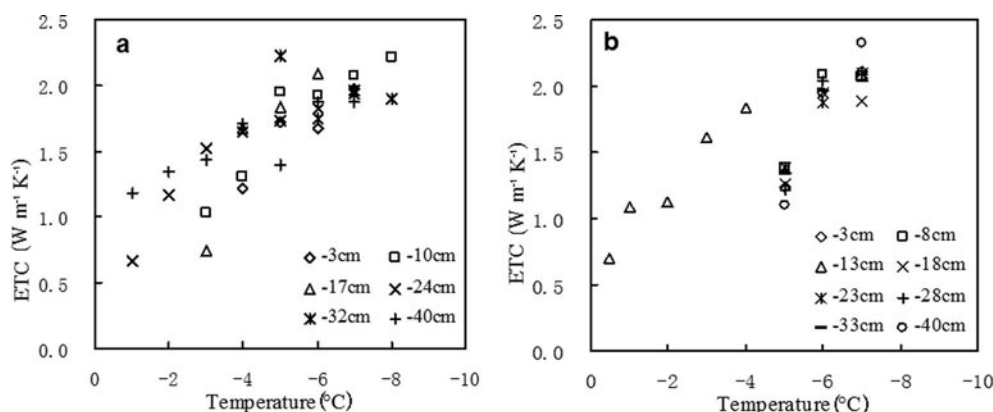 a
ETC (W m⁻¹ K⁻¹)
2.5
2.0
1.5
1.0
0.5
0.0
-3cm
-10cm
-17cm
-24cm
-32cm
-40cm
0 -2 -4 -6 -8 -10
Temperature(°C)
b
ETC (W m⁻¹ K⁻¹)
2.5
2.0
1.5
1.0
0.5
0.0
-3cm
-8cm
-13cm
-18cm
-23cm
-28cm
-33cm
-40cm
0 -2 -4 -6 -8 -10
Temperature(°C)